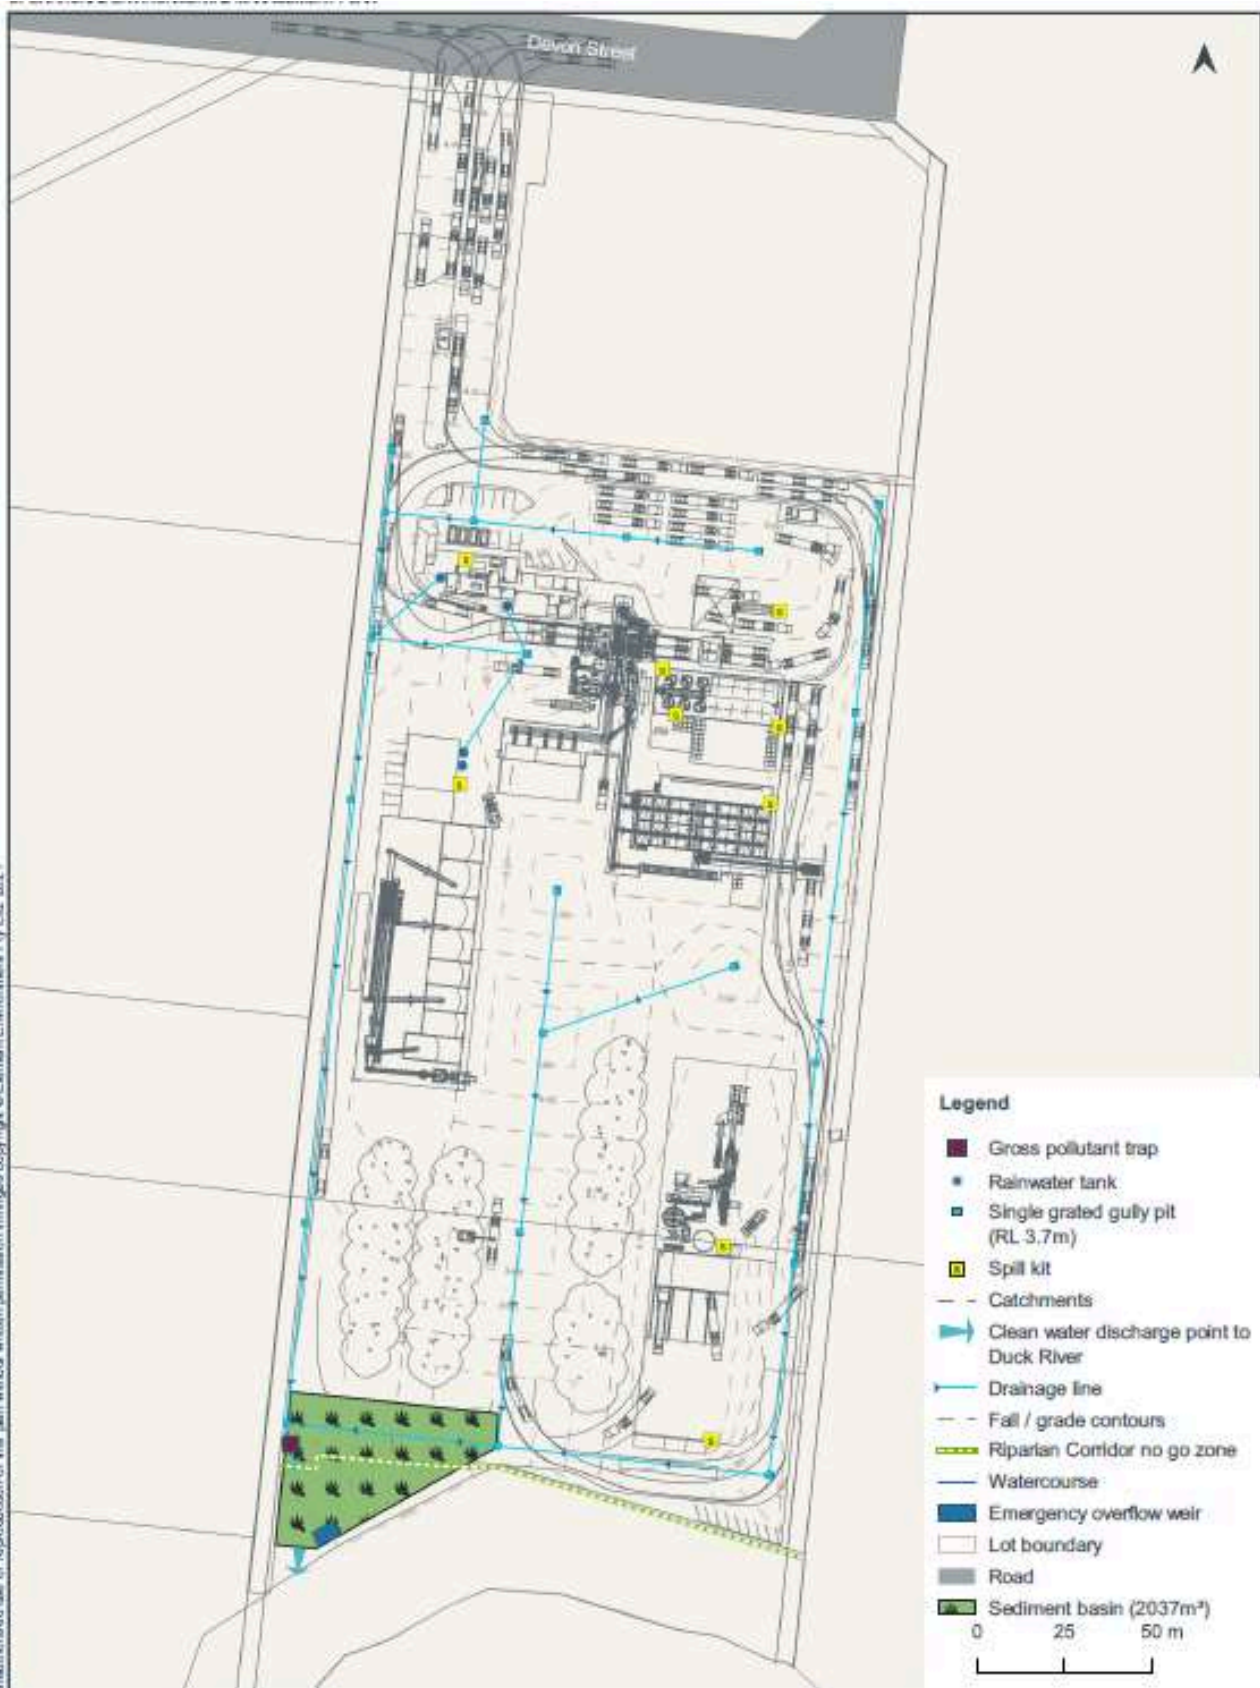 Devon Street
Legend
Gross pollutant trap
Rainwater tank
Single grated gully pit
(RL 3.7m)
Spill kit
Catchments
Clean water discharge point to
Duck River
Drainage line
Fall / grade contours
Riparian Corridor no go zone
Watercourse
Emergency overflow weir
Lot boundary
Road
Sediment basin (2037m³)
0 25 50 m